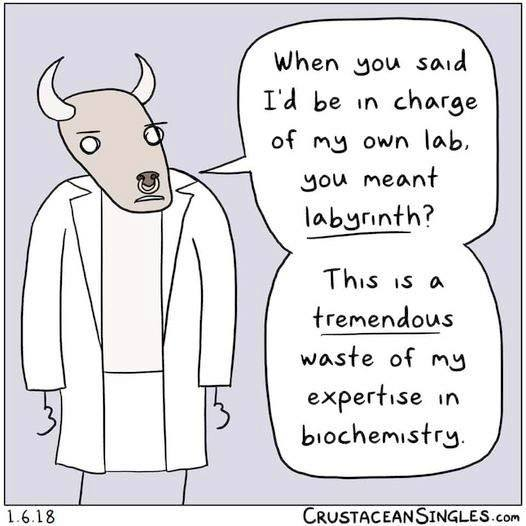 When you said
I'd be in charge
of my own lab,
you meant
labyrinth?
This is a
tremendous
waste of my
expertise in
biochemistry.
1.6.18
CRUSTACEANSINGLES.com